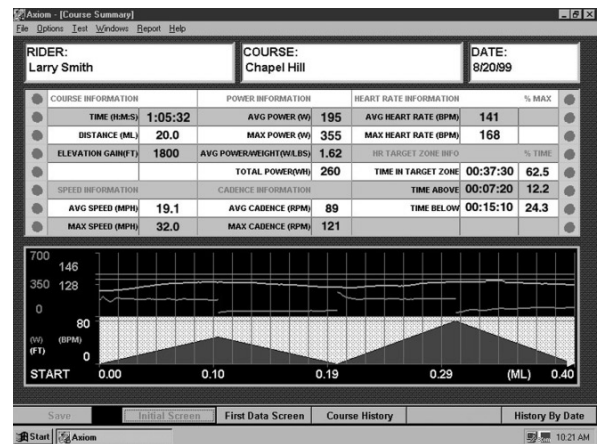 Axiom - [Course Summary]
File Options Test Windows Report Help
RIDER: COURSE: DATE:
Larry Smith Chapel Hill 8/20/99
COURSE INFORMATION POWER INFORMATION HEART RATE INFORMATION % MAX
TIME (H:M:S) 1:05:32 AVG POWER (W) 195 AVG HEART RATE (BPM) 141
DISTANCE (ML) 20.0 MAX POWER (W) 355 MAX HEART RATE (BPM) 168
ELEVATION GAIN(FT) 1800 AVG POWER/WEIGHT(W/LBS) 1.62 HR TARGET ZONE INFO % TIME
TOTAL POWER(WH) 260 TIME IN TARGET ZONE 00:37:30 62.5
SPEED INFORMATION CADENCE INFORMATION TIME ABOVE 00:07:20 12.2
AVG SPEED (MPH) 19.1 AVG CADENCE (RPM) 89 TIME BELOW 00:15:10 24.3
MAX SPEED (MPH) 32.0 MAX CADENCE (RPM) 121
700
146
350 128
0
80
(W) (BPM)
(FT)
0
START 0.00 0.10 0.19 0.29 (ML) 0.40
Save Initial Screen First Data Screen Course History History By Date
Start Axiom 10:21 AM